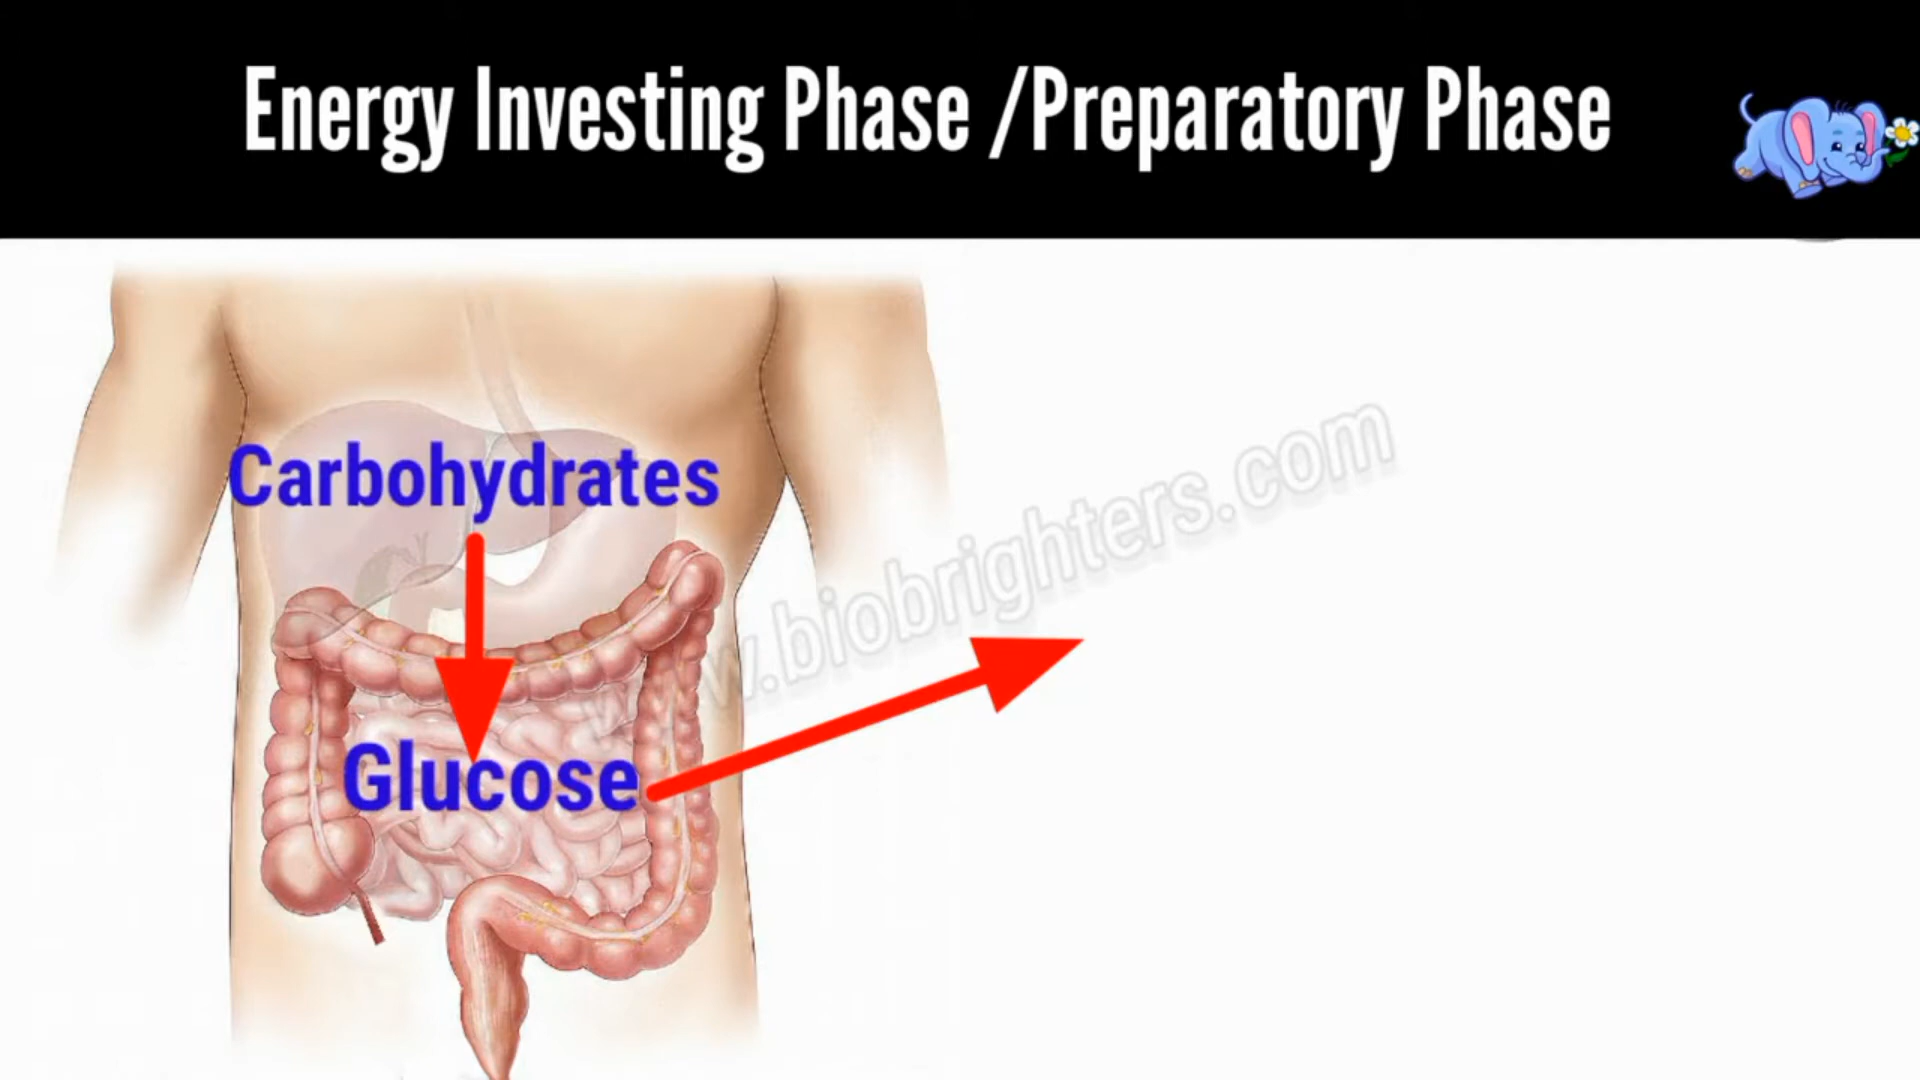 Energy Investing Phase /Preparatory Phase
Carbohydrates
Glucose
www.biobrighters.com